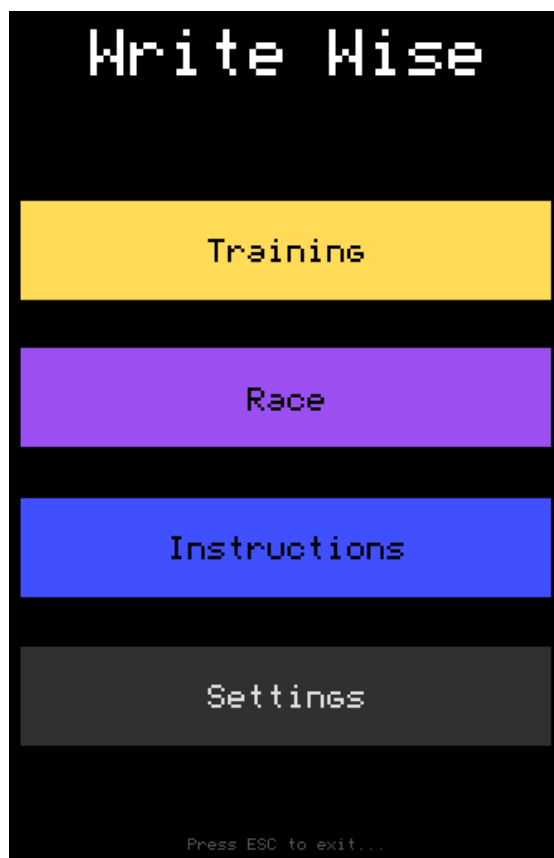 Write Wise
Training
Race
Instructions
Settings
Press ESC to exit...